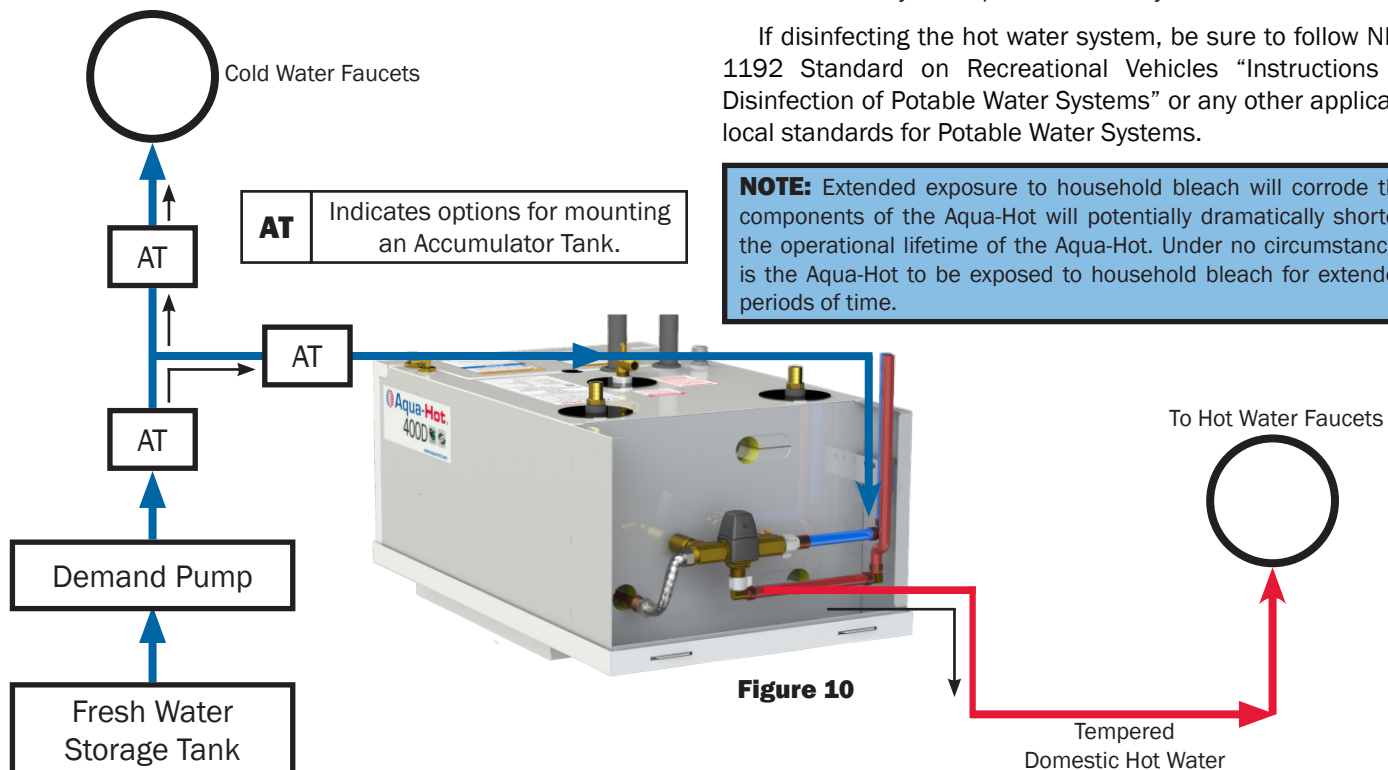 Cold Water Faucets
AT
Indicates options for mounting
an Accumulator Tank.
AT
AT
AT
Demand Pump
Fresh Water
Storage Tank
If disinfecting the hot water system, be sure to follow
1192 Standard on Recreational Vehicles “Instructions
Disinfection of Potable Water Systems” or any other
local standards for Potable Water Systems.
NOTE: Extended exposure to household bleach will corrode
components of the Aqua-Hot will potentially dramatically
the operational lifetime of the Aqua-Hot. Under no
is the Aqua-Hot to be exposed to household bleach for
periods of time.
Aqua-Hot
400D
To Hot Water Faucets
Figure 10
Tempered
Domestic Hot Water